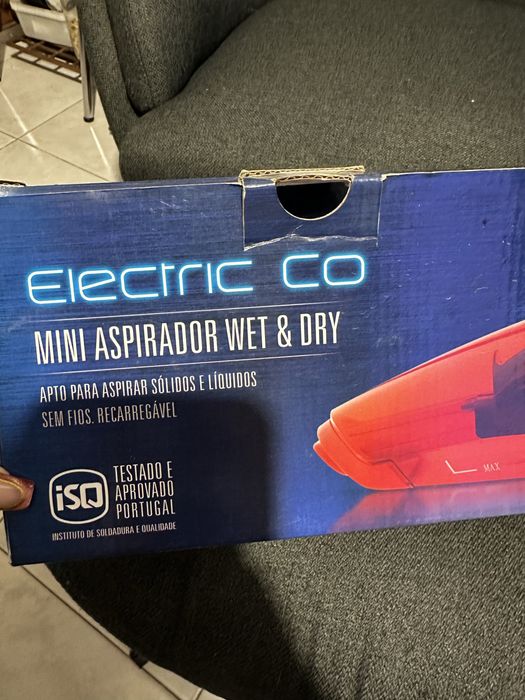 Electric Co
MINI ASPIRADOR WET & DRY
APTO PARA ASPIRAR SÓLIDOS E LÍQUIDOS
SEM FIOS. RECARREGÁVEL
iSQ
TESTADO E
APROVADO
PORTUGAL
INSTITUTO DE SOLDADURA E QUALIDADE
MAX